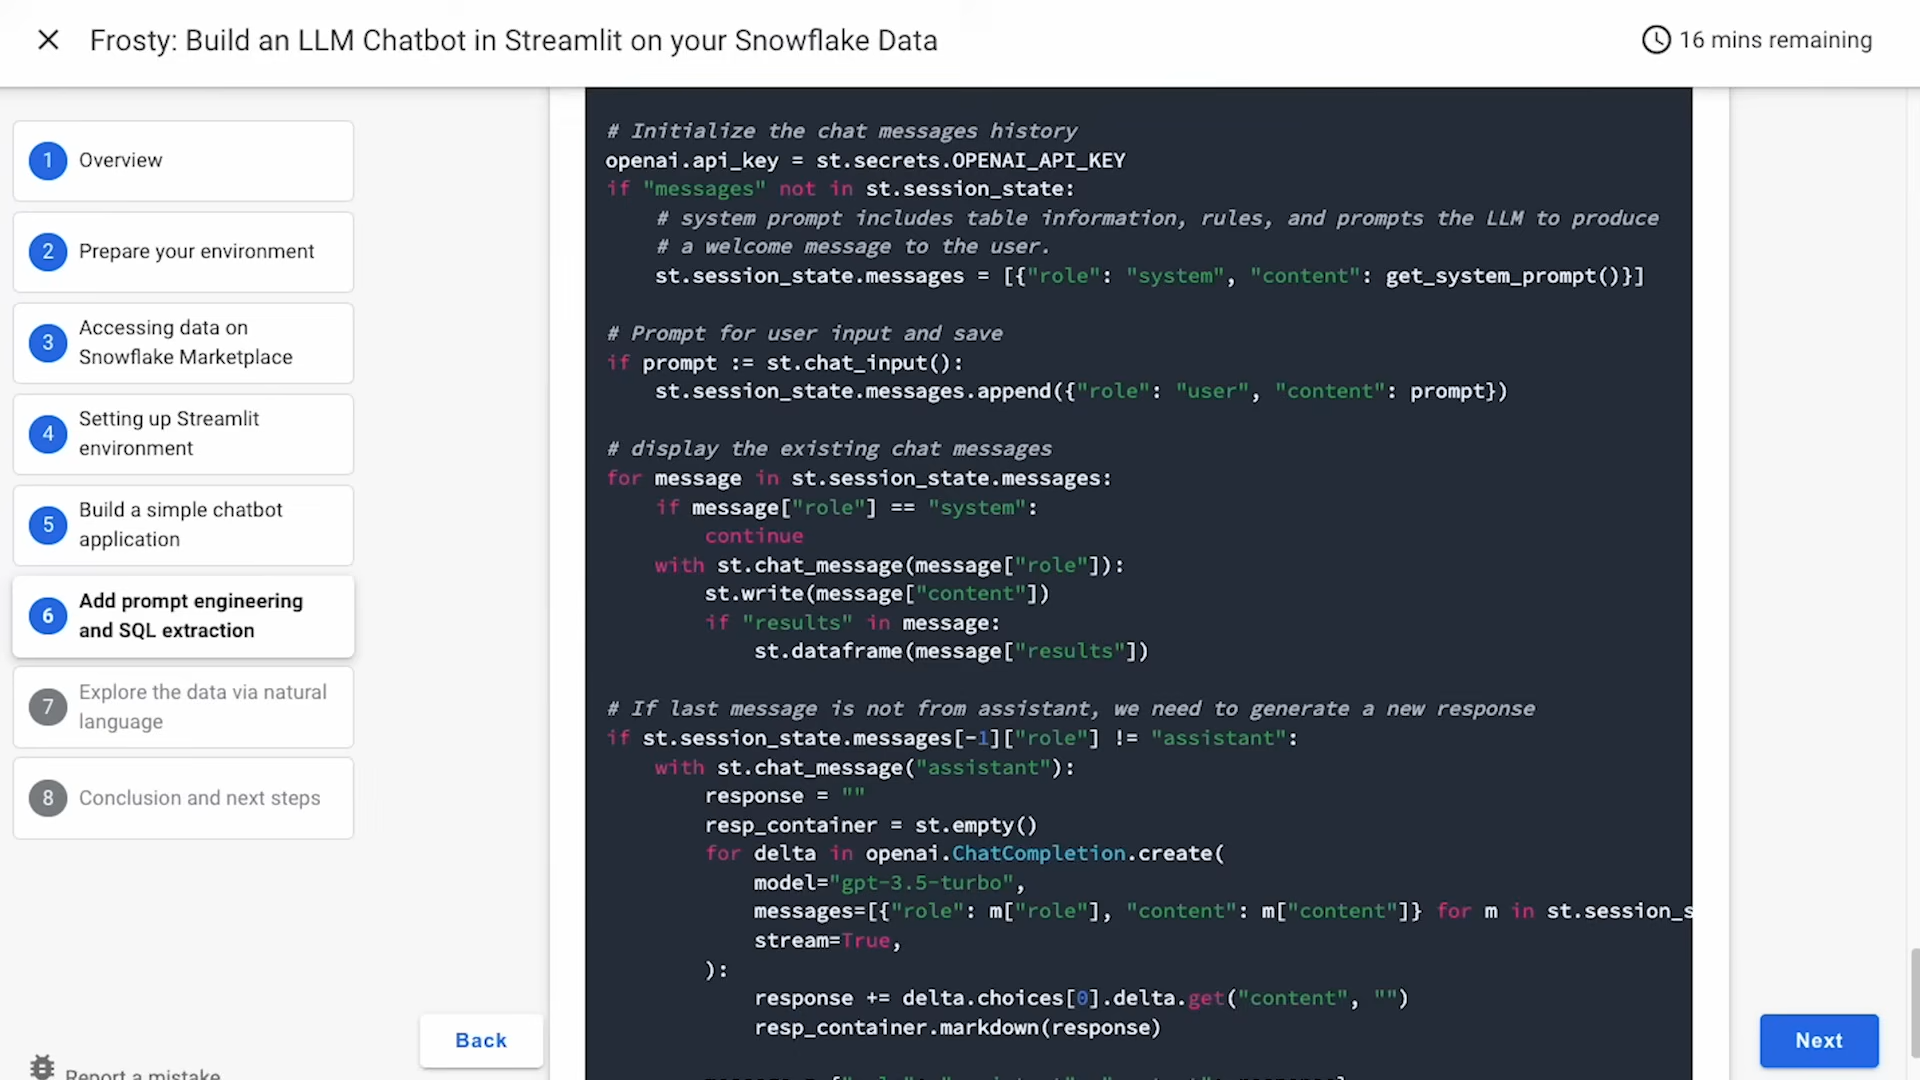 Frosty: Build an LLM Chatbot in Streamlit on your Snowflake Data
16 mins remaining
1 Overview
2 Prepare your environment
3 Accessing data on
Snowflake Marketplace
4 Setting up Streamlit
environment
5 Build a simple chatbot
application
6 Add prompt engineering
and SQL extraction
7 Explore the data via natural
language
8 Conclusion and next steps
Report a mistake
Back
# Initialize the chat messages history
openai.api_key = st.secrets.OPENAI_API_KEY
if "messages" not in st.session_state:
    # system prompt includes table information, rules, and prompts the LLM to produce
    # a welcome message to the user.
    st.session_state.messages = [{"role": "system", "content": get_system_prompt()}]
# Prompt for user input and save
if prompt := st.chat_input():
    st.session_state.messages.append({"role": "user", "content": prompt})
# display the existing chat messages
for message in st.session_state.messages:
    if message["role"] == "system":
        continue
    with st.chat_message(message["role"]):
        st.write(message["content"])
        if "results" in message:
            st.dataframe(message["results"])
# If last message is not from assistant, we need to generate a new response
if st.session_state.messages[-1]["role"] != "assistant":
    with st.chat_message("assistant"):
        response = ""
        resp_container = st.empty()
        for delta in openai.ChatCompletion.create(
            model="gpt-3.5-turbo",
            messages=[{"role": m["role"], "content": m["content"]} for m in st.session_s
            stream=True,
        ):
            response += delta.choices[0].delta.get("content", "")
            resp_container.markdown(response)
Next